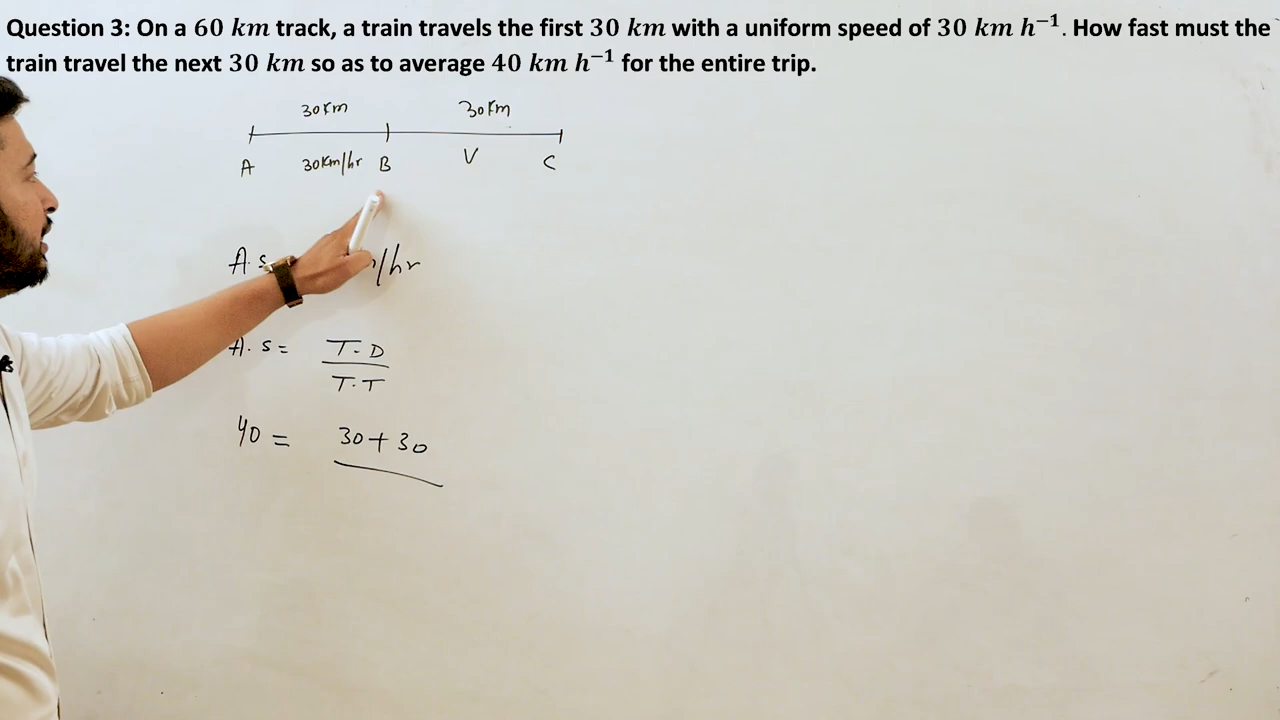 Question 3: On a 60 km track, a train travels the first 30 km with a uniform speed of 30 km h⁻¹. How fast must the
train travel the next 30 km so as to average 40 km h⁻¹ for the entire trip.
30Km 30Km
A 30Km/hr B V C
A.S /hr
A.S= T.D
T.T
40 = 30+30